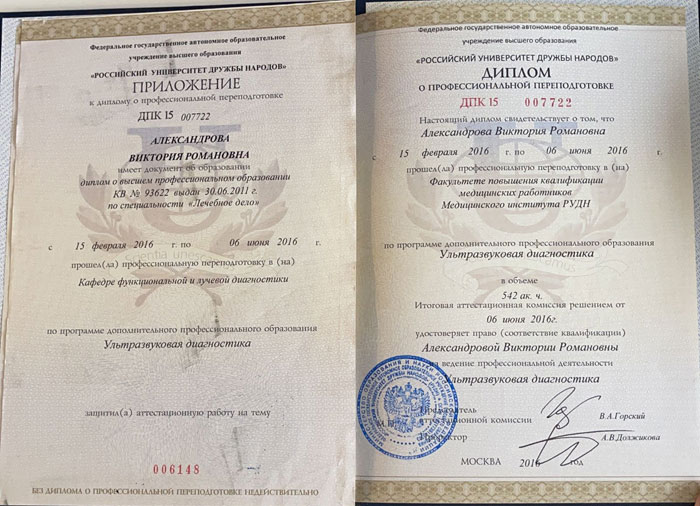 Федеральное государственное автономное образовательное
учреждение высшего образования
«РОССИЙСКИЙ УНИВЕРСИТЕТ ДРУЖБЫ НАРОДОВ»
ПРИЛОЖЕНИЕ
к диплому о профессиональной переподготовке
ДПК 15 007722
АЛЕКСАНДРОВА
ВИКТОРИЯ РОМАНОВНА
имеет документ об образовании
диплом о высшем профессиональном образовании
КВ № 93622 выдан 30.06.2011 г.
по специальности «Лечебное дело»
с 15 февраля 2016 г. по 06 июня 2016 г.
прошел(ла) профессиональную переподготовку в (на)
Кафедре функциональной и лучевой диагностики
по программе дополнительного профессионального образования
Ультразвуковая диагностика
защитил(а) аттестационную работу на тему
006148
БЕЗ ДИПЛОМА О ПРОФЕССИОНАЛЬНОЙ ПЕРЕПОДГОТОВКЕ НЕДЕЙСТВИТЕЛЬНО
Федеральное государственное автономное образовательное
учреждение высшего образования
«РОССИЙСКИЙ УНИВЕРСИТЕТ ДРУЖБЫ НАРОДОВ»
ДИПЛОМ
О ПРОФЕССИОНАЛЬНОЙ ПЕРЕПОДГОТОВКЕ
ДПК 15 007722
Настоящий диплом свидетельствует о том, что
Александрова Виктория Романовна
с 15 февраля 2016 г. по 06 июня 2016 г.
прошел(ла) профессиональную переподготовку в (на)
Факультете повышения квалификации
медицинских работников
Медицинского института РУДН
по программе дополнительного профессионального образования
Ультразвуковая диагностика
в объеме
542 ак. ч.
Итоговая аттестационная комиссия решением от
06 июня 2016г.
удостоверяет право (соответствие квалификации)
Александровой Виктории Романовны
на ведение профессиональной деятельности
Ультразвуковая диагностика
Председатель
аттестационной комиссии В.А.Горский
Директор А.В.Должикова
МОСКВА 2016 год